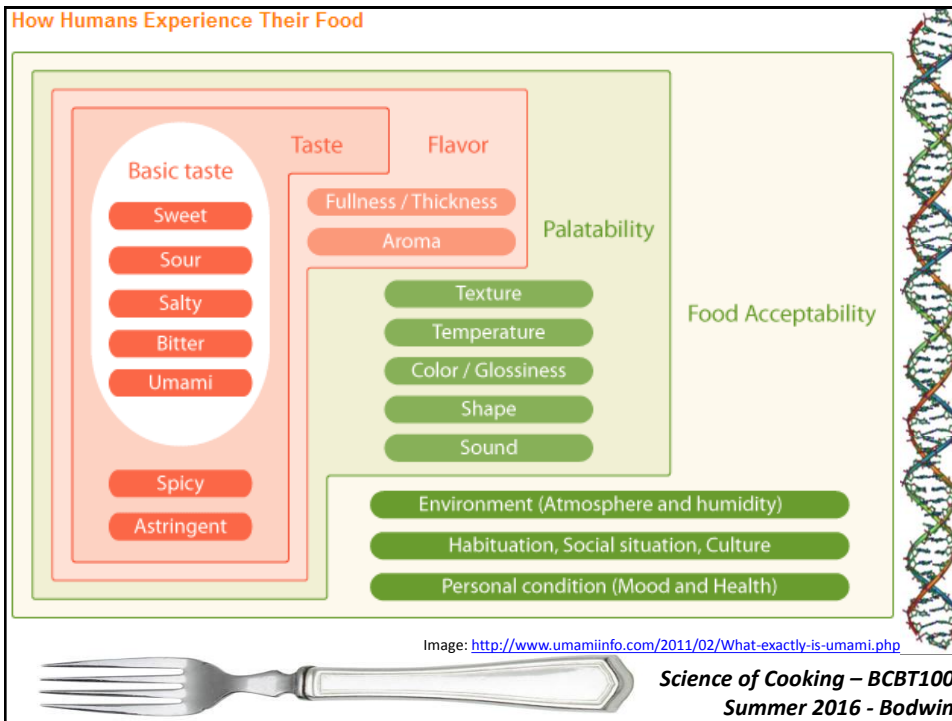 How Humans Experience Their Food
Taste
Flavor
Basic taste
Sweet
Sour
Salty
Bitter
Umami
Spicy
Astringent
Fullness / Thickness
Aroma
Palatability
Texture
Temperature
Color / Glossiness
Shape
Sound
Food Acceptability
Environment (Atmosphere and humidity)
Habituation, Social situation, Culture
Personal condition (Mood and Health)
Image: http://www.umamiinfo.com/2011/02/What-exactly-is-umami.php
Science of Cooking – BCBT100
Summer 2016 - Bodwin